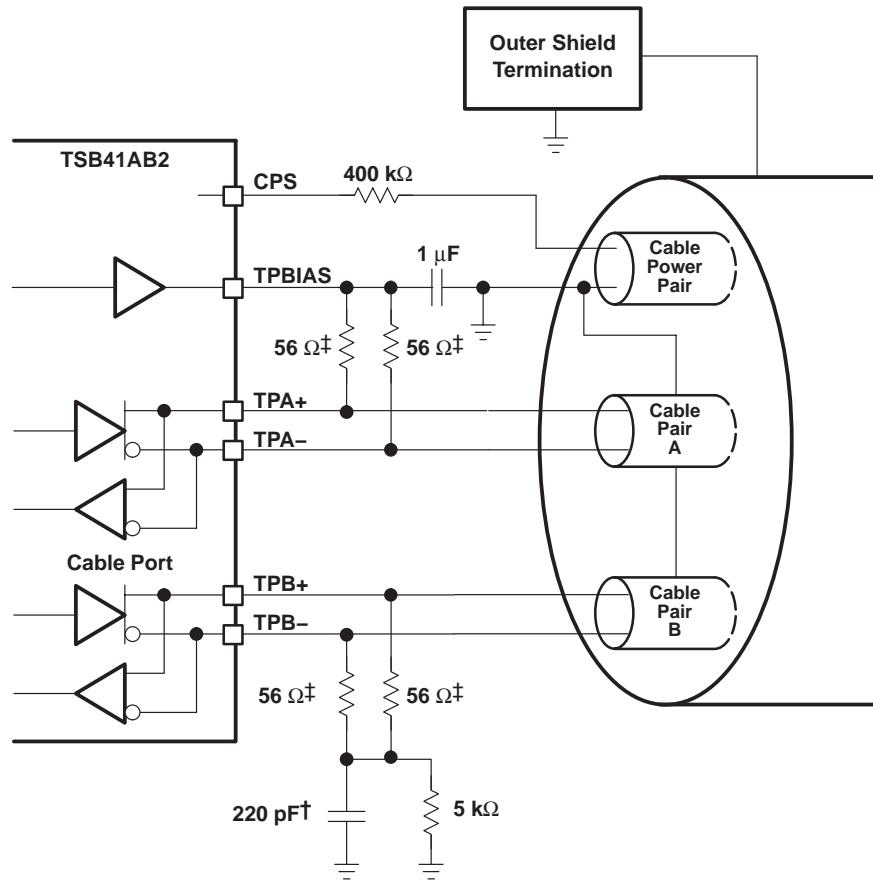 Outer Shield
Termination
TSB41AB2
CPS
400 kΩ
TPBIAS
1 μF
Cable
Power
Pair
56 Ω‡
56 Ω‡
TPA+
TPA−
Cable
Pair
A
Cable Port
TPB+
TPB−
Cable
Pair
B
56 Ω‡
56 Ω‡
220 pF†
5 kΩ